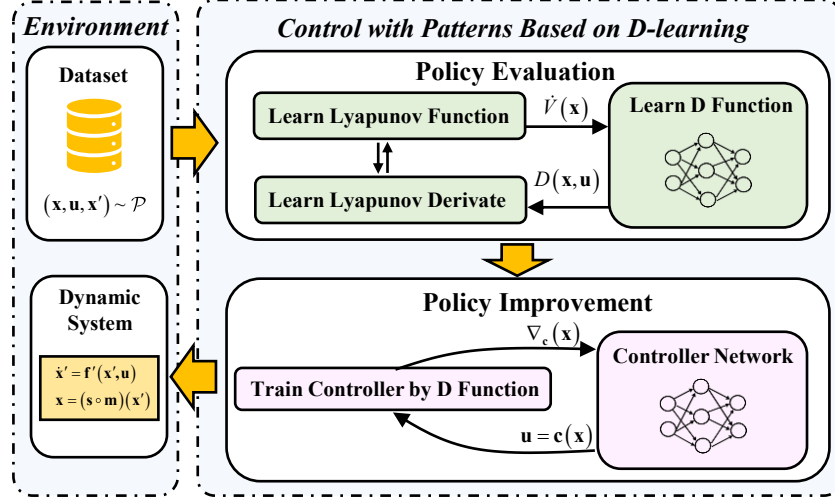 Environment
Dataset
(x, u, x′) ~ 𝒫
Dynamic
System
ẋ′ = f′(x′,u)
x = (s∘m)(x′)
Control with Patterns Based on D-learning
Policy Evaluation
Learn Lyapunov Function
V̇(x)
Learn D Function
D(x,u)
Learn Lyapunov Derivate
Policy Improvement
∇c(x)
Controller Network
Train Controller by D Function
u = c(x)